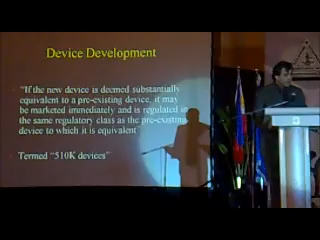 Device Development
"If the new device is deemed substantially
equivalent to a pre-existing device, it may
be marketed immediately and is regulated in
the same regulatory class as the pre-existing
device to which it is equivalent
Termed "510K devices"